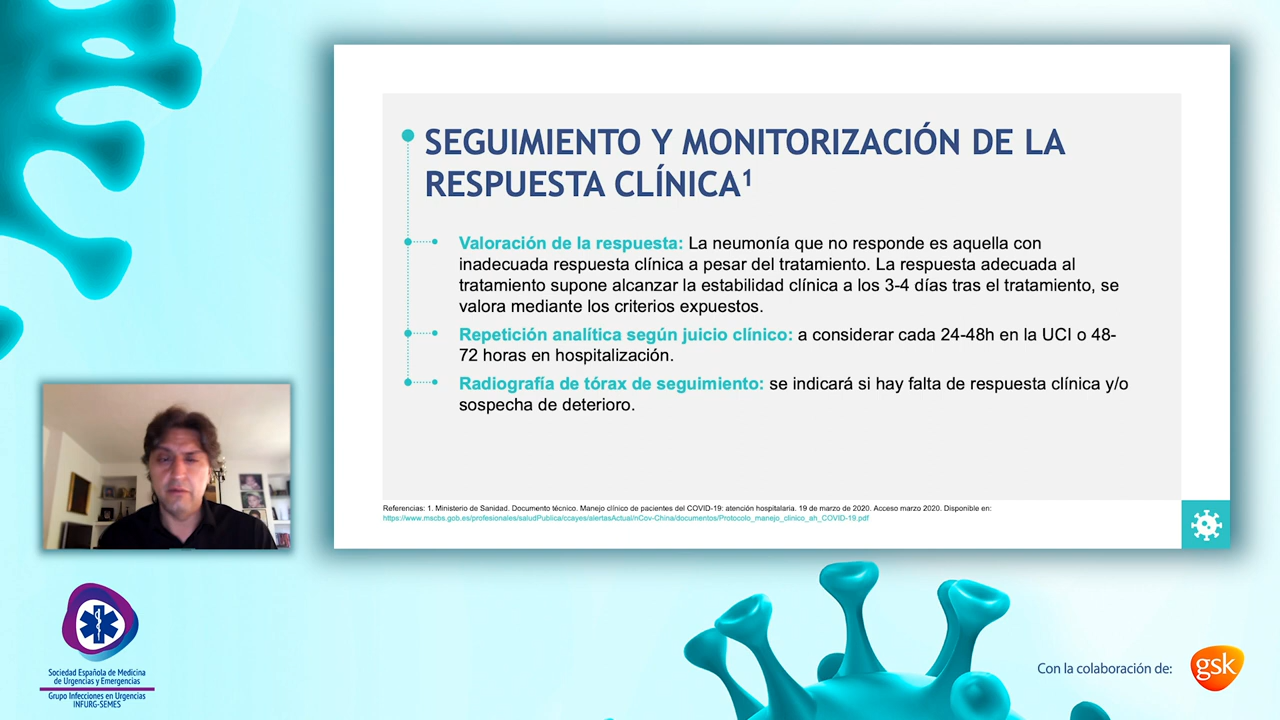 SEGUIMIENTO Y MONITORIZACIÓN DE LA
RESPUESTA CLÍNICA¹
Valoración de la respuesta: La neumonía que no responde es aquella con
inadecuada respuesta clínica a pesar del tratamiento. La respuesta adecuada al
tratamiento supone alcanzar la estabilidad clínica a los 3-4 días tras el tratamiento, se
valora mediante los criterios expuestos.
Repetición analítica según juicio clínico: a considerar cada 24-48h en la UCI o 48-
72 horas en hospitalización.
Radiografía de tórax de seguimiento: se indicará si hay falta de respuesta clínica y/o
sospecha de deterioro.
Referencias: 1. Ministerio de Sanidad. Documento técnico. Manejo clínico de pacientes del COVID-19: atención hospitalaria. 19 de marzo de 2020. Acceso marzo 2020. Disponible en:
https://www.mscbs.gob.es/profesionales/saludPublica/ccayes/alertasActual/nCov-China/documentos/Protocolo_manejo_clinico_ah_COVID-19.pdf
Sociedad Española de Medicina
de Urgencias y Emergencias
Grupo Infecciones en Urgencias
INFURG-SEMES
Con la colaboración de:
gsk